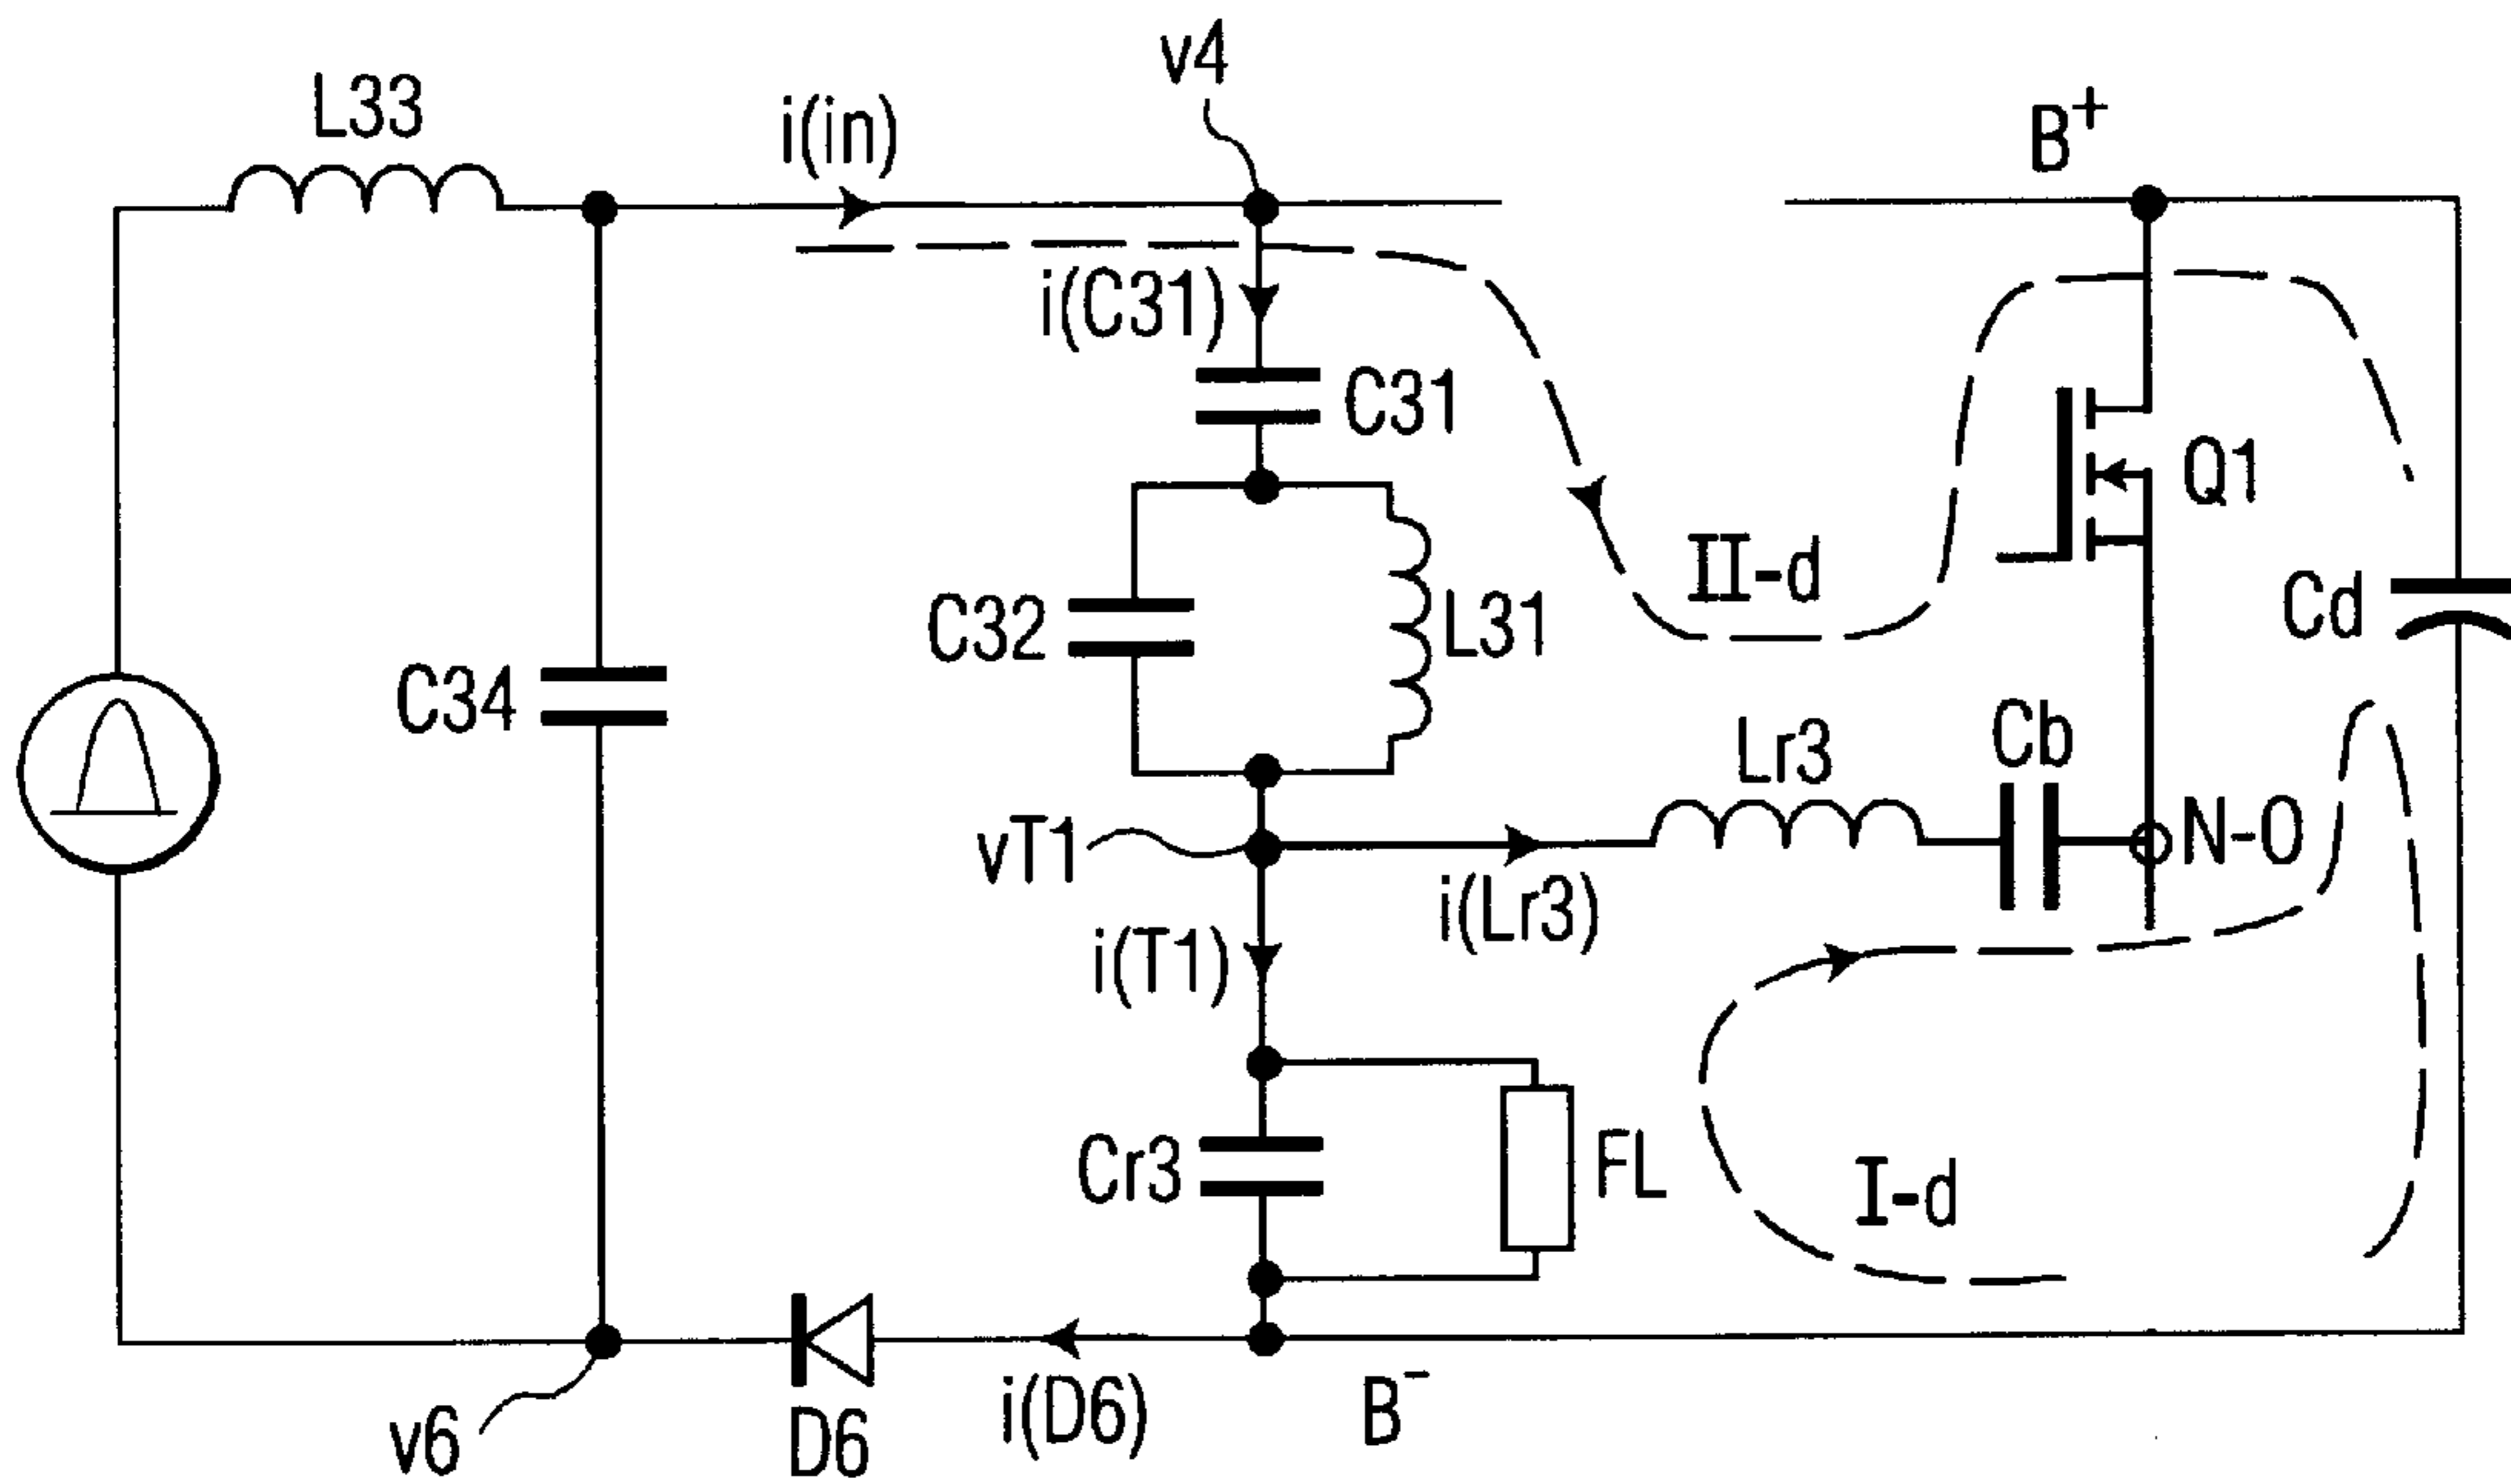 v4
L33
i(in)
B+
i(C31)
C31
Q1
II-d
Cd
C32
L31
C34
Lr3
Cb
vT1
N-O
i(Lr3)
i(T1)
Cr3
FL
I-d
v6
D6
i(D6)
B-